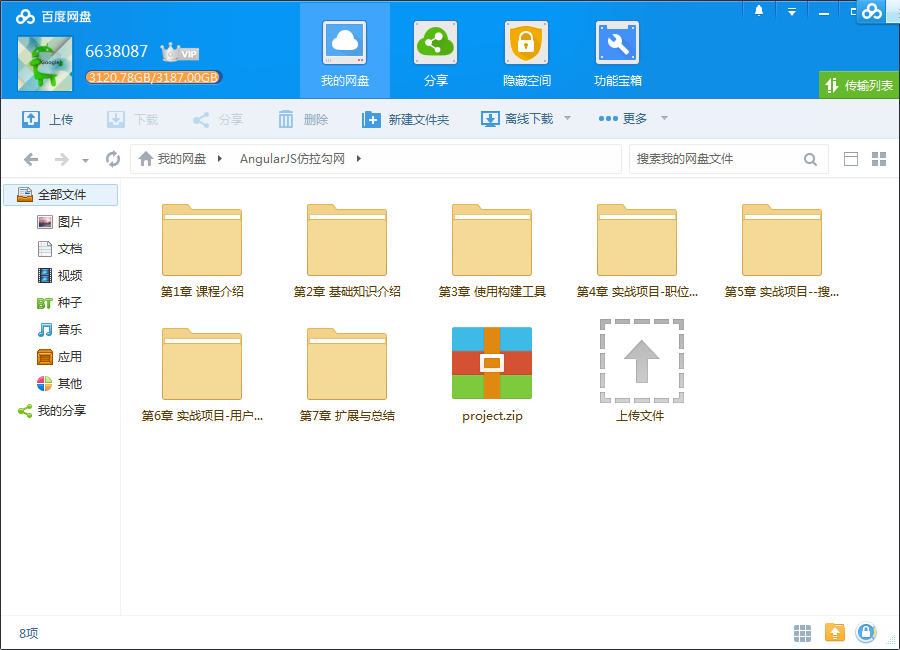 百度网盘
6638087 VIP
3120.78GB/3187.00GB
我的网盘
分享
隐藏空间
功能宝箱
传输列表
上传
下载
分享
删除
新建文件夹
离线下载
更多
我的网盘
AngularJS仿拉勾网
搜索我的网盘文件
全部文件
图片
文档
视频
BT 种子
音乐
应用
其他
我的分享
第1章 课程介绍
第2章 基础知识介绍
第3章 使用构建工具
第4章 实战项目-职位...
第5章 实战项目--搜...
第6章 实战项目-用户...
第7章 扩展与总结
project.zip
上传文件
8项